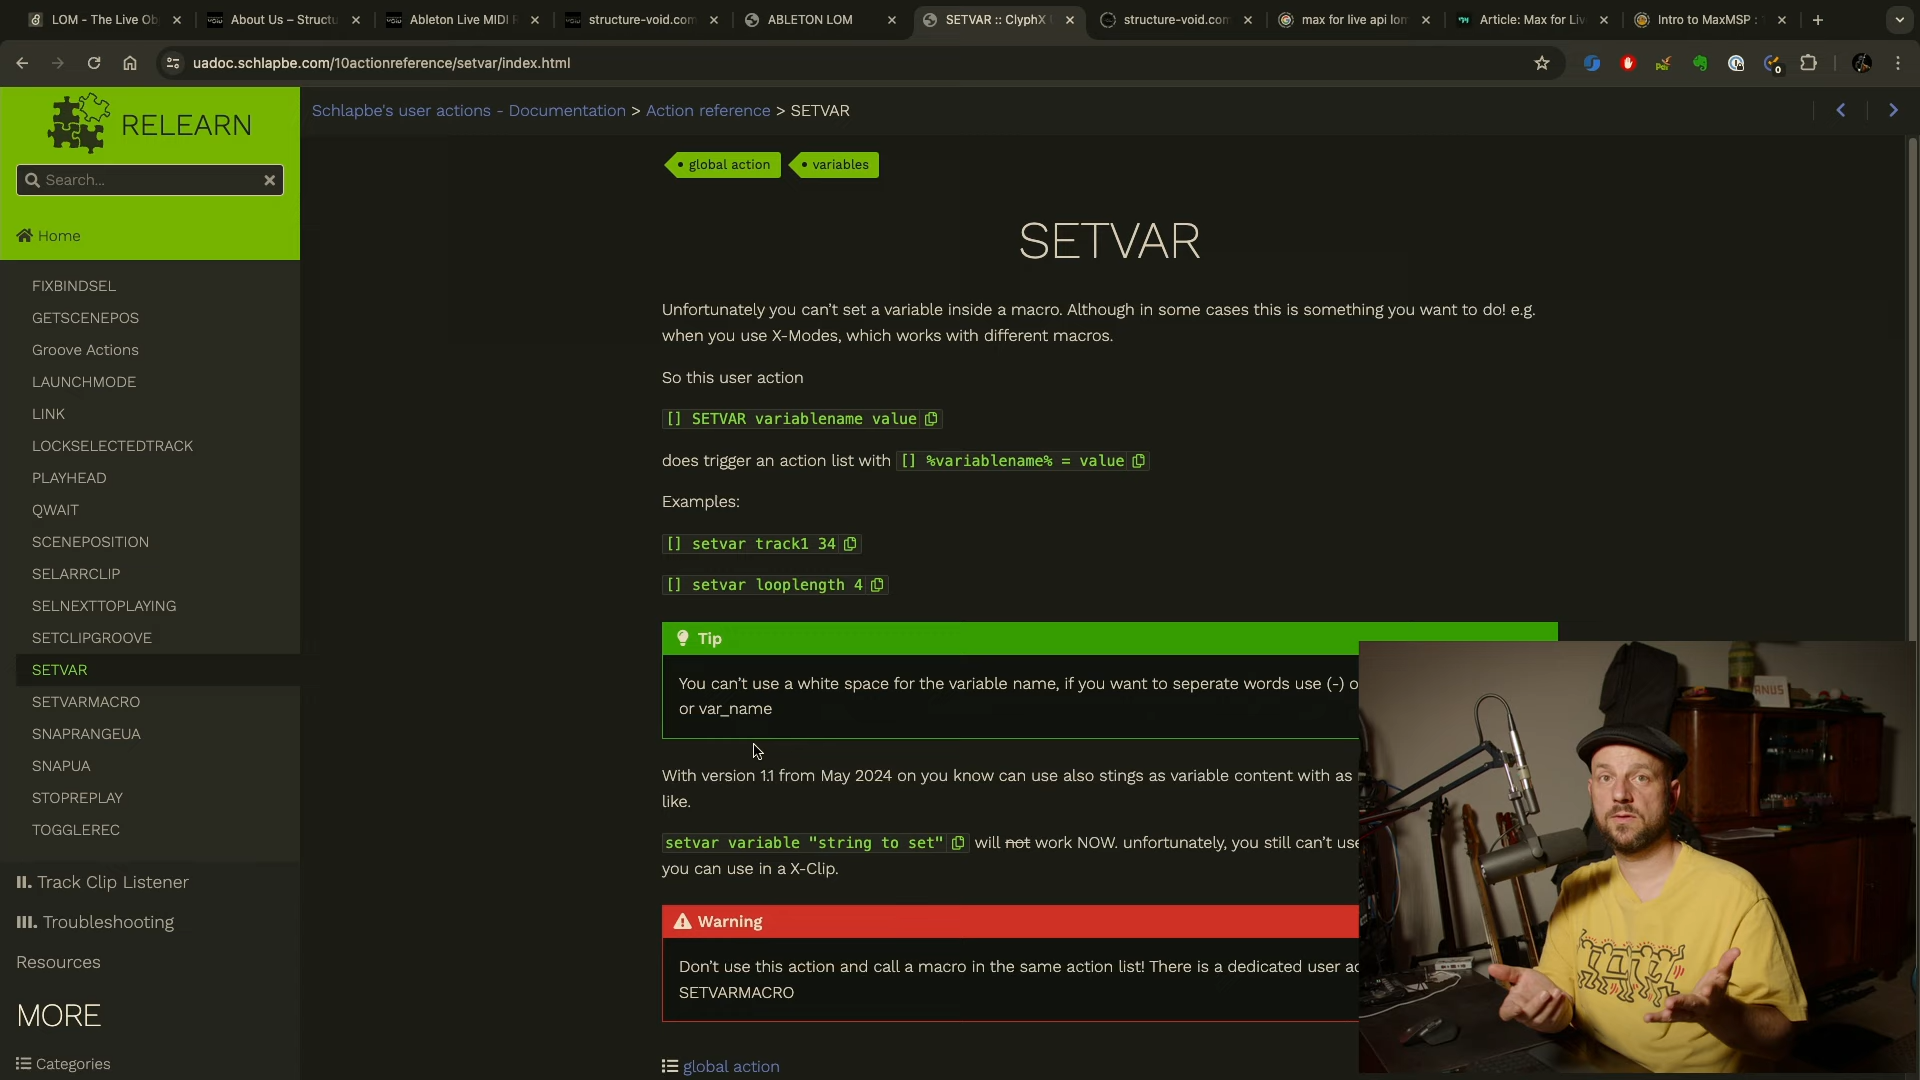 LOM - The Live Ob
About Us – Structu
Ableton Live MIDI R
structure-void.com
ABLETON LOM
SETVAR :: ClyphX U
structure-void.com
max for live api lom
Article: Max for Liv
Intro to MaxMSP :
uadoc.schlapbe.com/10actionreference/setvar/index.html
RELEARN
Schlapbe's user actions - Documentation > Action reference > SETVAR
Search...
global action
variables
Home
SETVAR
FIXBINDSEL
GETSCENEPOS
Groove Actions
LAUNCHMODE
LINK
LOCKSELECTEDTRACK
PLAYHEAD
QWAIT
SCENEPOSITION
SELARRCLIP
SELNEXTTOPLAYING
SETCLIPGROOVE
SETVAR
SETVARMACRO
SNAPRANGEUA
SNAPUA
STOPREPLAY
TOGGLEREC
II. Track Clip Listener
III. Troubleshooting
Resources
MORE
Categories
Unfortunately you can't set a variable inside a macro. Although in some cases this is something you want to do! e.g.
when you use X-Modes, which works with different macros.
So this user action
[] SETVAR variablename value
does trigger an action list with [] %variablename% = value
Examples:
[] setvar track1 34
[] setvar looplength 4
Tip
You can't use a white space for the variable name, if you want to seperate words use (-) o
or var_name
With version 1.1 from May 2024 on you know can use also stings as variable content with as
like.
setvar variable "string to set" will not work NOW. unfortunately, you still can't use
you can use in a X-Clip.
Warning
Don't use this action and call a macro in the same action list! There is a dedicated user ac
SETVARMACRO
global action